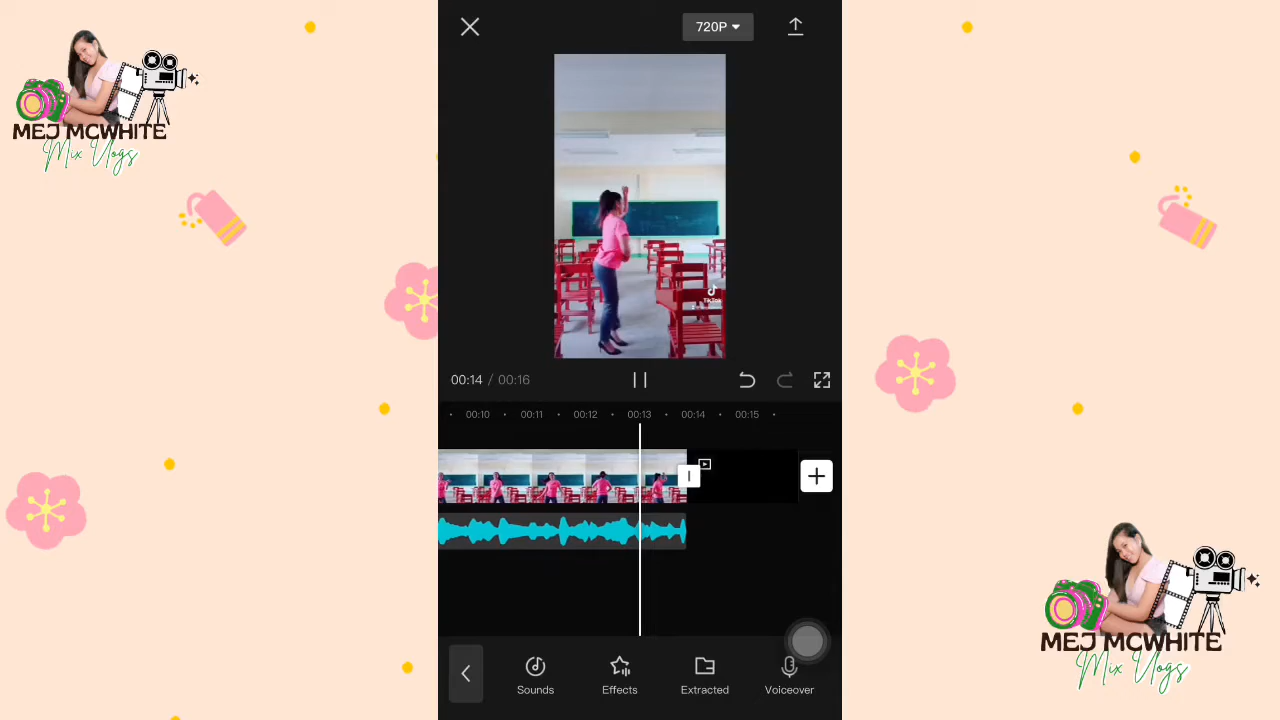 MEJ MCWHITE
Mix Vlogs
720P
TikTok
00:14 / 00:16
00:10
00:11
00:12
00:13
00:14
00:15
Sounds
Effects
Extracted
Voiceover
MEJ MCWHITE
Mix Vlogs